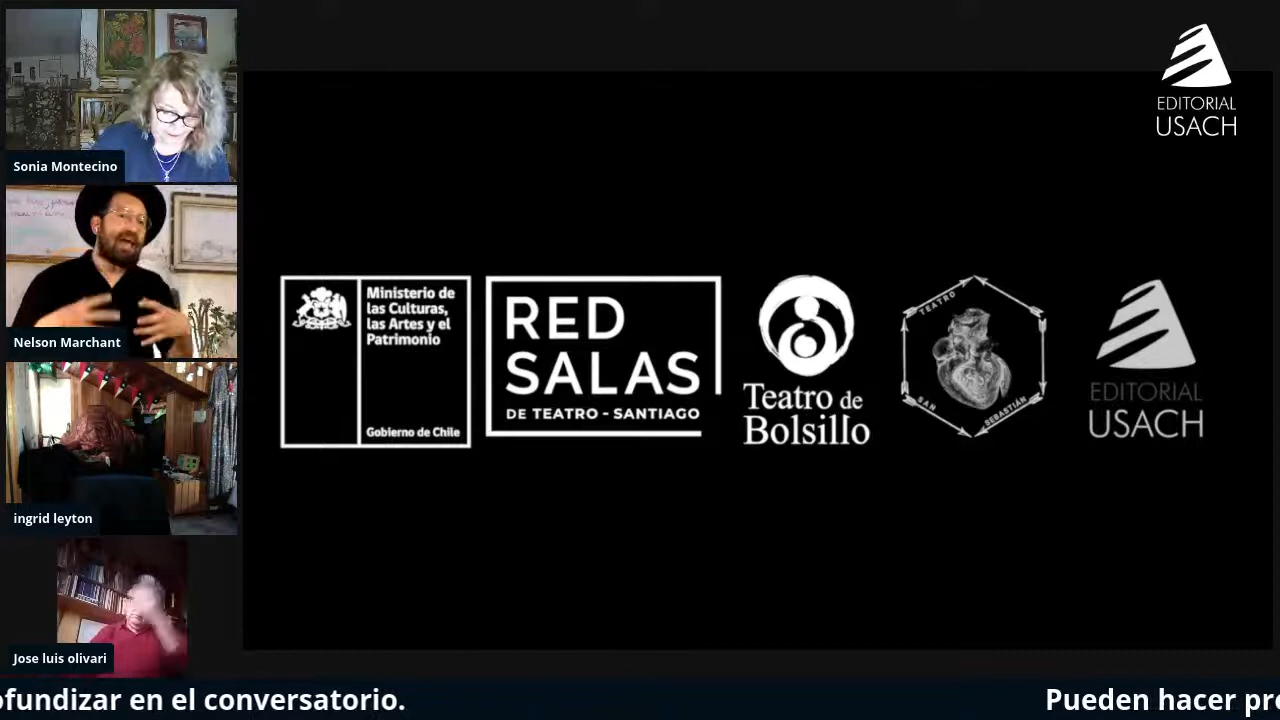 Sonia Montecino
Nelson Marchant
ingrid leyton
Jose luis olivari
EDITORIAL
USACH
Ministerio de
las Culturas,
las Artes y el
Patrimonio
Gobierno de Chile
RED
SALAS
DE TEATRO - SANTIAGO
Teatro de
Bolsillo
TEATRO
SAN
SEBASTIÁN
EDITORIAL
USACH
ofundizar en el conversatorio.
Pueden hacer pre